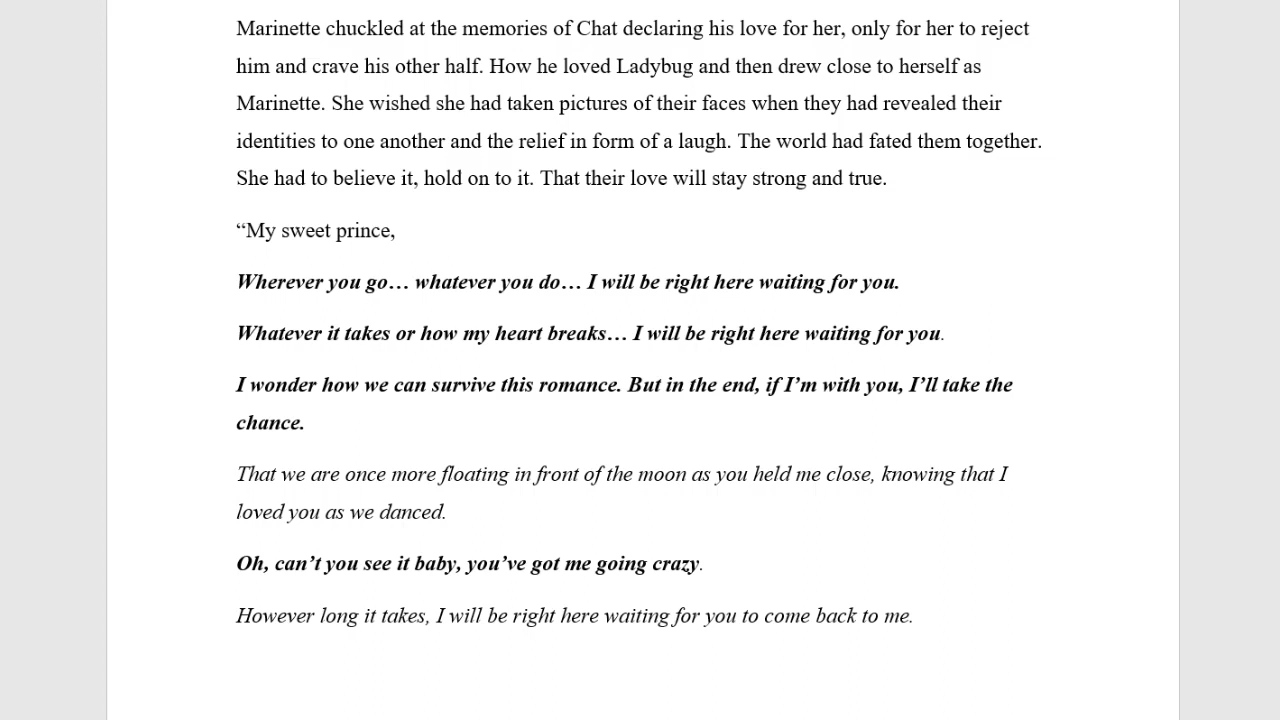 Marinette chuckled at the memories of Chat declaring his love for her, only for her to reject
him and crave his other half. How he loved Ladybug and then drew close to herself as
Marinette. She wished she had taken pictures of their faces when they had revealed their
identities to one another and the relief in form of a laugh. The world had fated them together.
She had to believe it, hold on to it. That their love will stay strong and true.
“My sweet prince,
Wherever you go… whatever you do… I will be right here waiting for you.
Whatever it takes or how my heart breaks… I will be right here waiting for you.
I wonder how we can survive this romance. But in the end, if I’m with you, I’ll take the
chance.
That we are once more floating in front of the moon as you held me close, knowing that I
loved you as we danced.
Oh, can’t you see it baby, you’ve got me going crazy.
However long it takes, I will be right here waiting for you to come back to me.